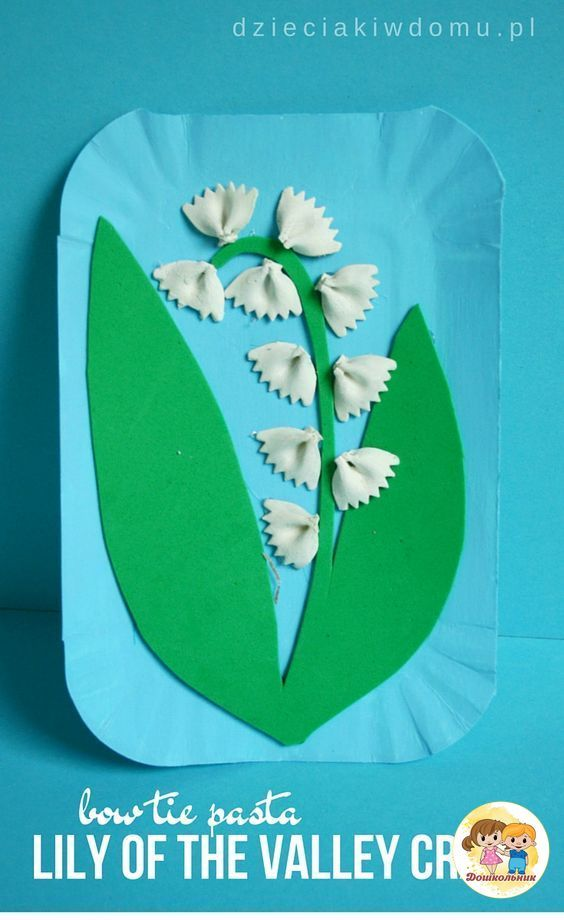 dzieciakiwdomu.pl
bow tie pasta
LILY OF THE VALLEY CR
Дошкольник